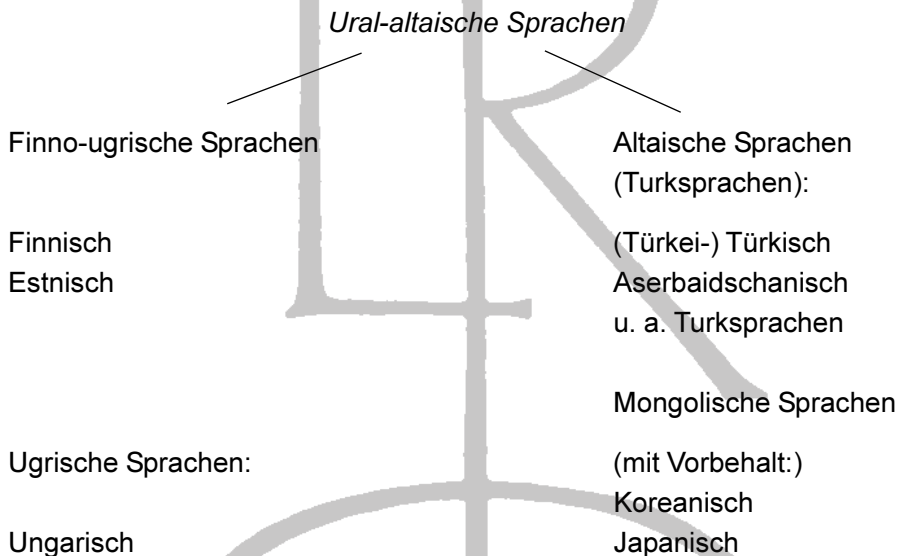 Ural-altaische Sprachen
Finno-ugrische Sprachen
Finnisch
Estnisch
Ugrische Sprachen:
Ungarisch
Altaische Sprachen
(Turksprachen):
(Türkei-) Türkisch
Aserbaidschanisch
u. a. Turksprachen
Mongolische Sprachen
(mit Vorbehalt:)
Koreanisch
Japanisch